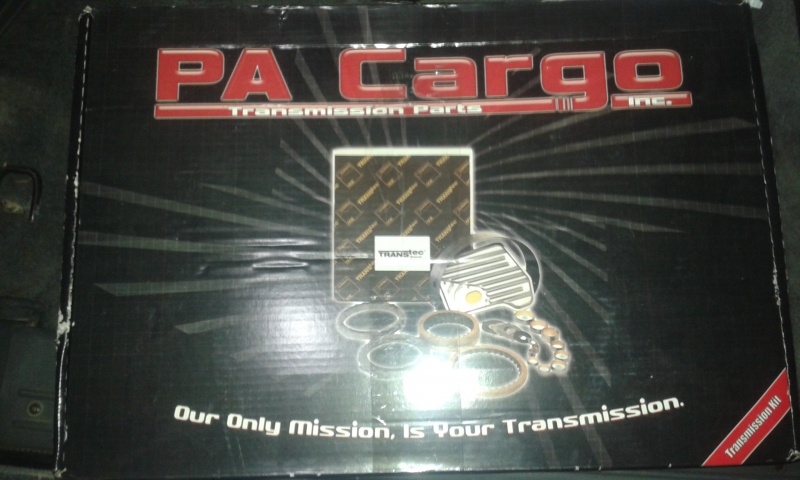 PA Cargo
Transmission Parts Inc.
TRANStec
Our Only Mission, Is Your Transmission.
Transmission Kit